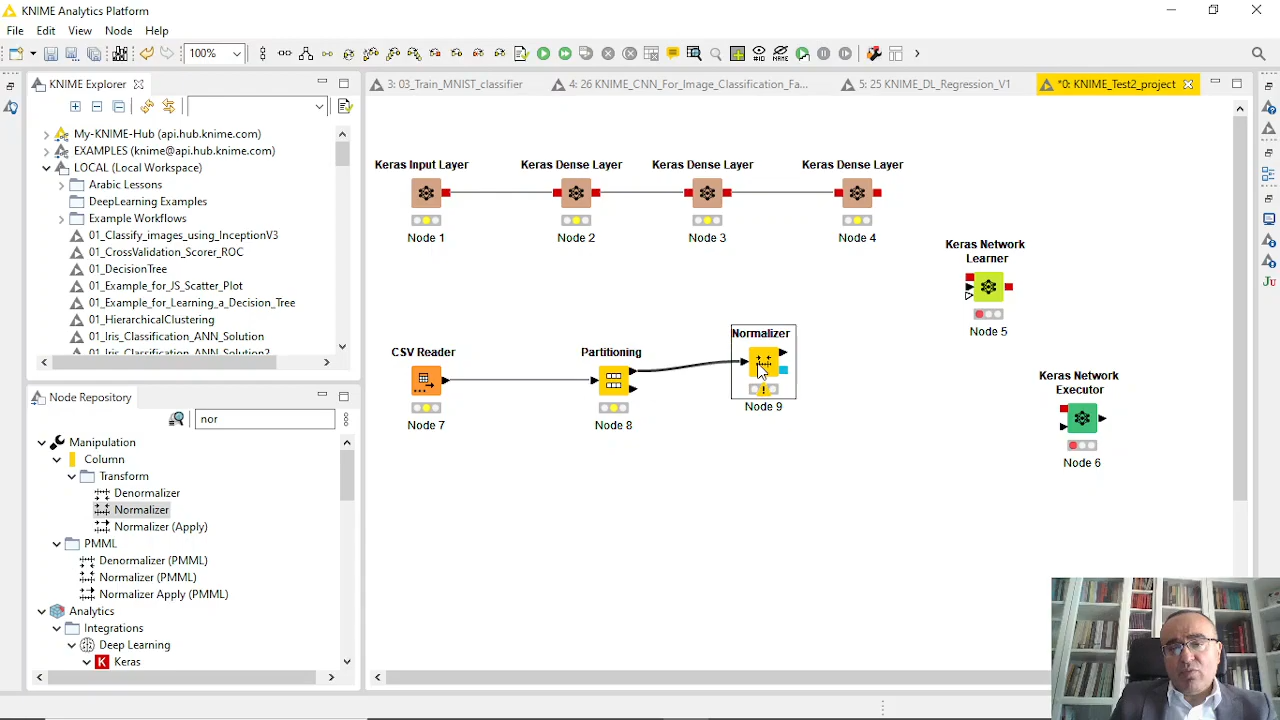 KNIME Analytics Platform
File Edit View Node Help
100%
KNIME Explorer
3: 03_Train_MNIST_classifier
4: 26 KNIME_CNN_For_Image_Classification_Fa...
5: 25 KNIME_DL_Regression_V1
*0: KNIME_Test2_project
My-KNIME-Hub (api.hub.knime.com)
EXAMPLES (knime@api.hub.knime.com)
LOCAL (Local Workspace)
Arabic Lessons
DeepLearning Examples
Example Workflows
01_Classify_images_using_InceptionV3
01_CrossValidation_Scorer_ROC
01_DecisionTree
01_Example_for_JS_Scatter_Plot
01_Example_for_Learning_a_Decision_Tree
01_HierarchicalClustering
01_Iris_Classification_ANN_Solution
01_Iris_Classification_ANN_Solution2
Node Repository
nor
Manipulation
Column
Transform
Denormalizer
Normalizer
Normalizer (Apply)
PMML
Denormalizer (PMML)
Normalizer (PMML)
Normalizer Apply (PMML)
Analytics
Integrations
Deep Learning
K Keras
Keras Input Layer
Node 1
Keras Dense Layer
Node 2
Keras Dense Layer
Node 3
Keras Dense Layer
Node 4
Keras Network
Learner
Node 5
CSV Reader
Node 7
Partitioning
Node 8
Normalizer
Node 9
Keras Network
Executor
Node 6
Ju